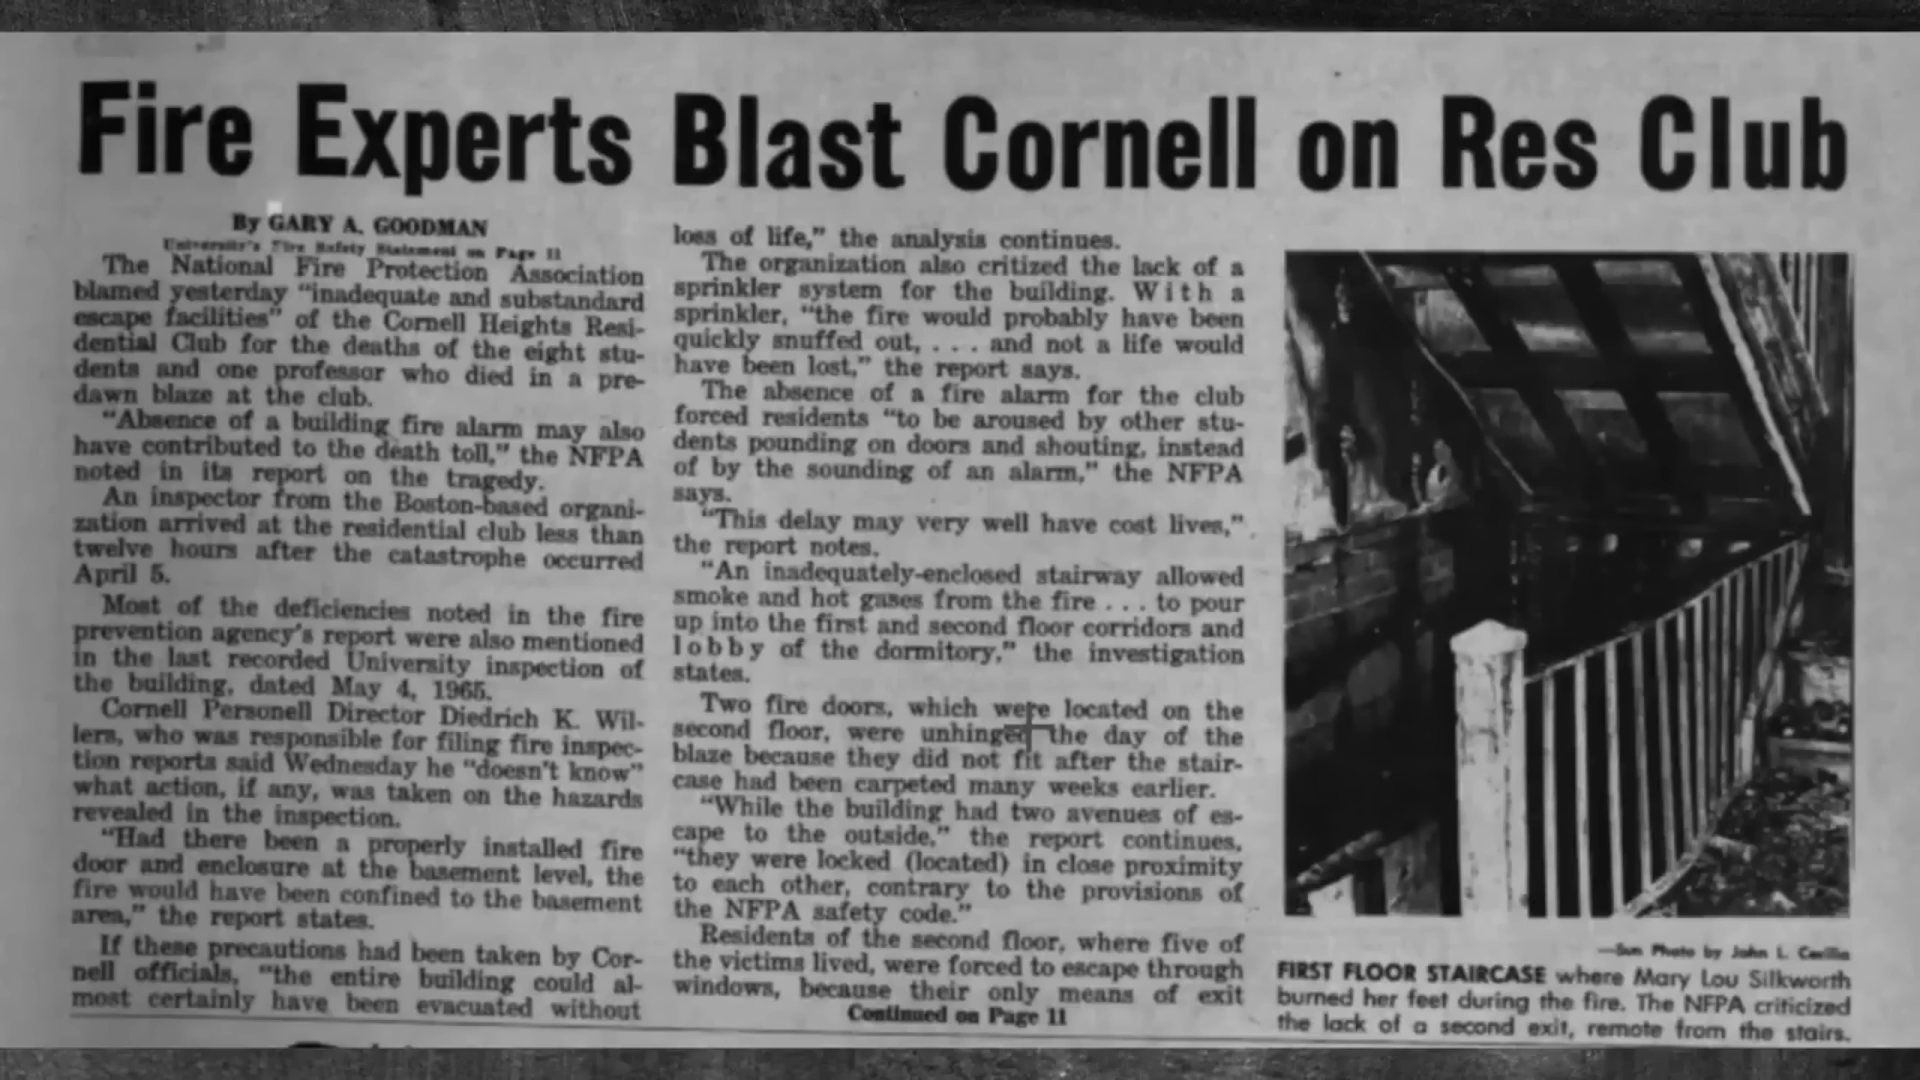 Fire Experts Blast Cornell on Res Club
By GARY A. GOODMAN
University's Fire Safety Statement on Page 11
The National Fire Protection Association
blamed yesterday "inadequate and substandard
escape facilities" of the Cornell Heights Resi-
dential Club for the deaths of the eight stu-
dents and one professor who died in a pre-
dawn blaze at the club.
"Absence of a building fire alarm may also
have contributed to the death toll," the NFPA
noted in its report on the tragedy.
An inspector from the Boston-based organi-
zation arrived at the residential club less than
twelve hours after the catastrophe occurred
April 5.
Most of the deficiencies noted in the fire
prevention agency's report were also mentioned
in the last recorded University inspection of
the building, dated May 4, 1965.
Cornell Personell Director Diedrich K. Wil-
lers, who was responsible for filing fire inspec-
tion reports said Wednesday he "doesn't know"
what action, if any, was taken on the hazards
revealed in the inspection.
"Had there been a properly installed fire
door and enclosure at the basement level, the
fire would have been confined to the basement
area," the report states.
If these precautions had been taken by Cor-
nell officials, "the entire building could al-
most certainly have been evacuated without
loss of life," the analysis continues.
The organization also critized the lack of a
sprinkler system for the building. With a
sprinkler, "the fire would probably have been
quickly snuffed out, . . . and not a life would
have been lost," the report says.
The absence of a fire alarm for the club
forced residents "to be aroused by other stu-
dents pounding on doors and shouting, instead
of by the sounding of an alarm," the NFPA
says.
"This delay may very well have cost lives,"
the report notes.
"An inadequately-enclosed stairway allowed
smoke and hot gases from the fire . . . to pour
up into the first and second floor corridors and
lobby of the dormitory," the investigation
states.
Two fire doors, which were located on the
second floor, were unhinged the day of the
blaze because they did not fit after the stair-
case had been carpeted many weeks earlier.
"While the building had two avenues of es-
cape to the outside," the report continues,
"they were locked (located) in close proximity
to each other, contrary to the provisions of
the NFPA safety code."
Residents of the second floor, where five of
the victims lived, were forced to escape through
windows, because their only means of exit
Continued on Page 11
—Sun Photo by John L.
FIRST FLOOR STAIRCASE where Mary Lou Silkworth
burned her feet during the fire. The NFPA criticized
the lack of a second exit, remote from the stairs.